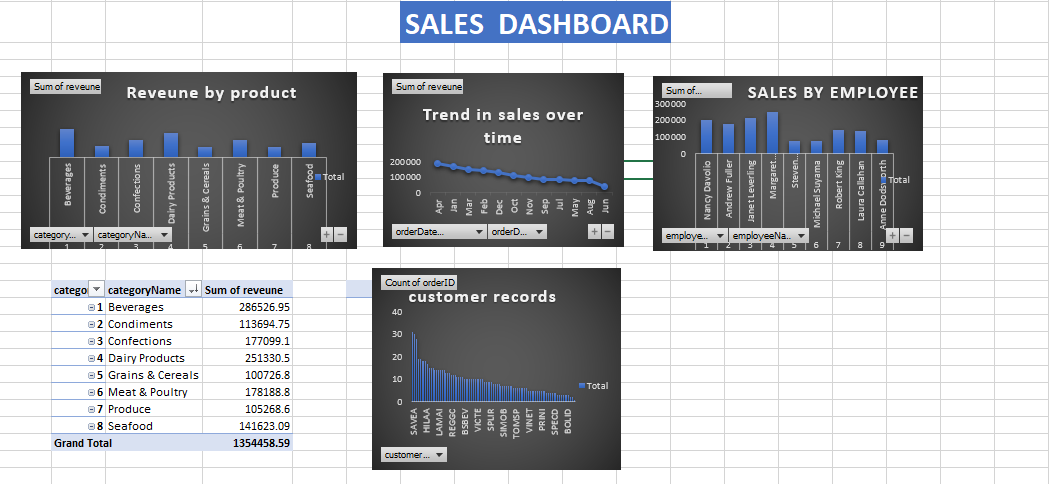 SALES DASHBOARD
Sum of reveune
Reveune by product
Beverages
Condiments
Confections
Dairy Products
Grains & Cereals
Meat & Poultry
Produce
Seafood
1 2 3 4 5 6 7 8
Total
category... categoryNa...
Sum of reveune
Trend in sales over
time
200000
100000
0
Apr
Jan
Mar
Feb
Dec
Oct
Nov
Sep
Jul
May
Aug
Jun
orderDate... orderD...
Sum of...
SALES BY EMPLOYEE
300000
200000
100000
0
Nancy Davolio
Andrew Fuller
Janet Leverling
Margaret...
Steven...
Michael Suyama
Robert King
Laura Callahan
Anne Dodsworth
1 2 3 4 5 6 7 8 9
Total
employe... employeeNa...
catego categoryName Sum of reveune
1 Beverages 286526.95
2 Condiments 113694.75
3 Confections 177099.1
4 Dairy Products 251330.5
5 Grains & Cereals 100726.8
6 Meat & Poultry 178188.8
7 Produce 105268.6
8 Seafood 141623.09
Grand Total 1354458.59
Count of orderID
customer records
40
30
20
10
0
SAVEA
HILAA
LAMAI
REGGC
BSBEV
VICTE
SPLIR
SIMOB
TOMSP
VINET
PRINI
SPECD
BOLID
Total
customer...